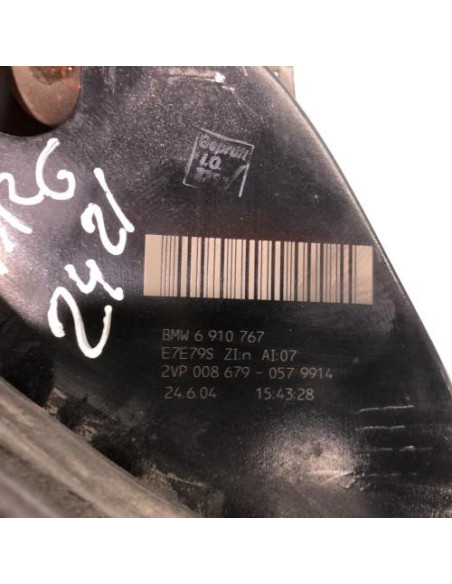 Geprüft
i.O.
2421
BMW 6 910 767
E7E79S ZI:n AI:07
2VP 008 679 - 057 9914
24.6.04 15:43:28